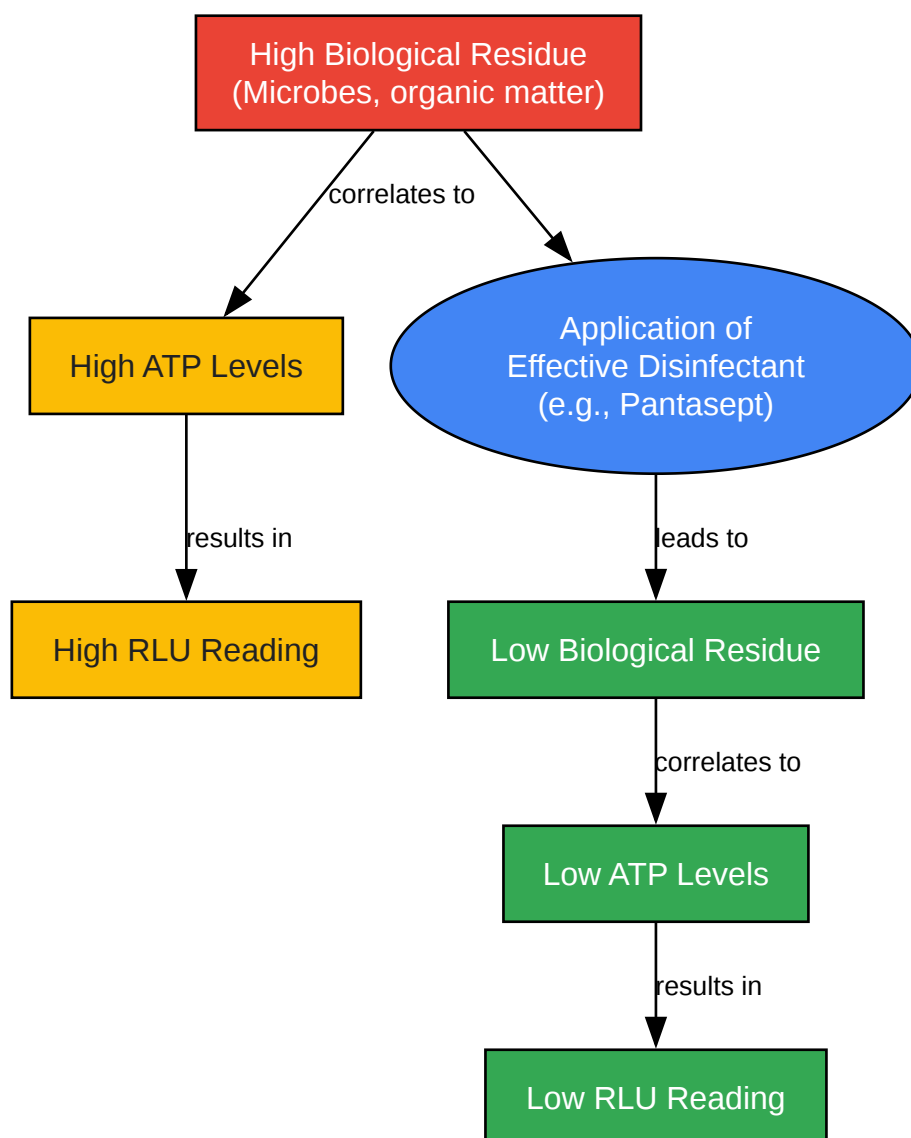 High Biological Residue
(Microbes, organic matter)
correlates to
High ATP Levels
Application of
Effective Disinfectant
(e.g., Pantasept)
results in
leads to
High RLU Reading
Low Biological Residue
correlates to
Low ATP Levels
results in
Low RLU Reading